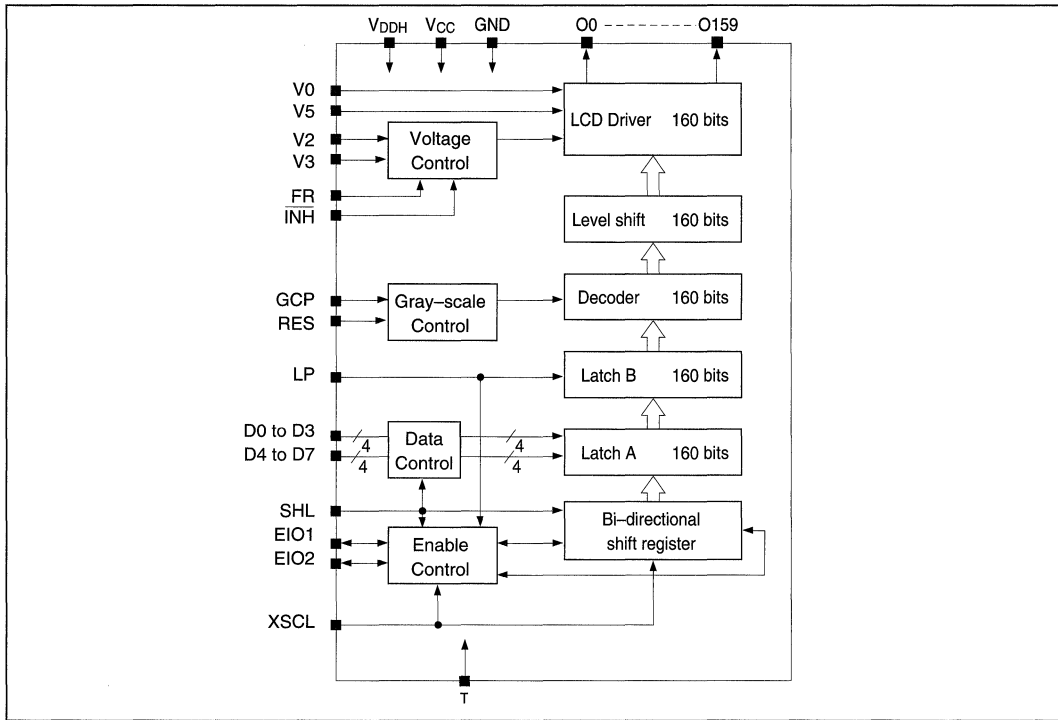 VDDH VCC GND O0 O159
V0
V5
LCD Driver 160 bits
V2
V3
Voltage
Control
FR
INH
Level shift 160 bits
GCP
RES
Gray–scale
Control
Decoder 160 bits
LP
Latch B 160 bits
D0 to D3
D4 to D7
4
4
Data
Control
4
4
Latch A 160 bits
SHL
EIO1
EIO2
Enable
Control
Bi–directional
shift register
XSCL
T